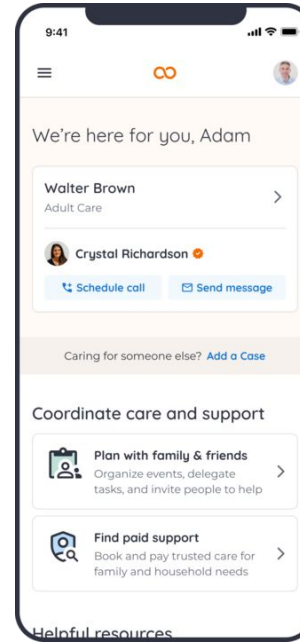 9:41
We're here for you, Adam
Walter Brown
Adult Care
Crystal Richardson
Schedule call
Send message
Caring for someone else? Add a Case
Coordinate care and support
Plan with family & friends
Organize events, delegate
tasks, and invite people to help
Find paid support
Book and pay trusted care for
family and household needs
Helpful resources